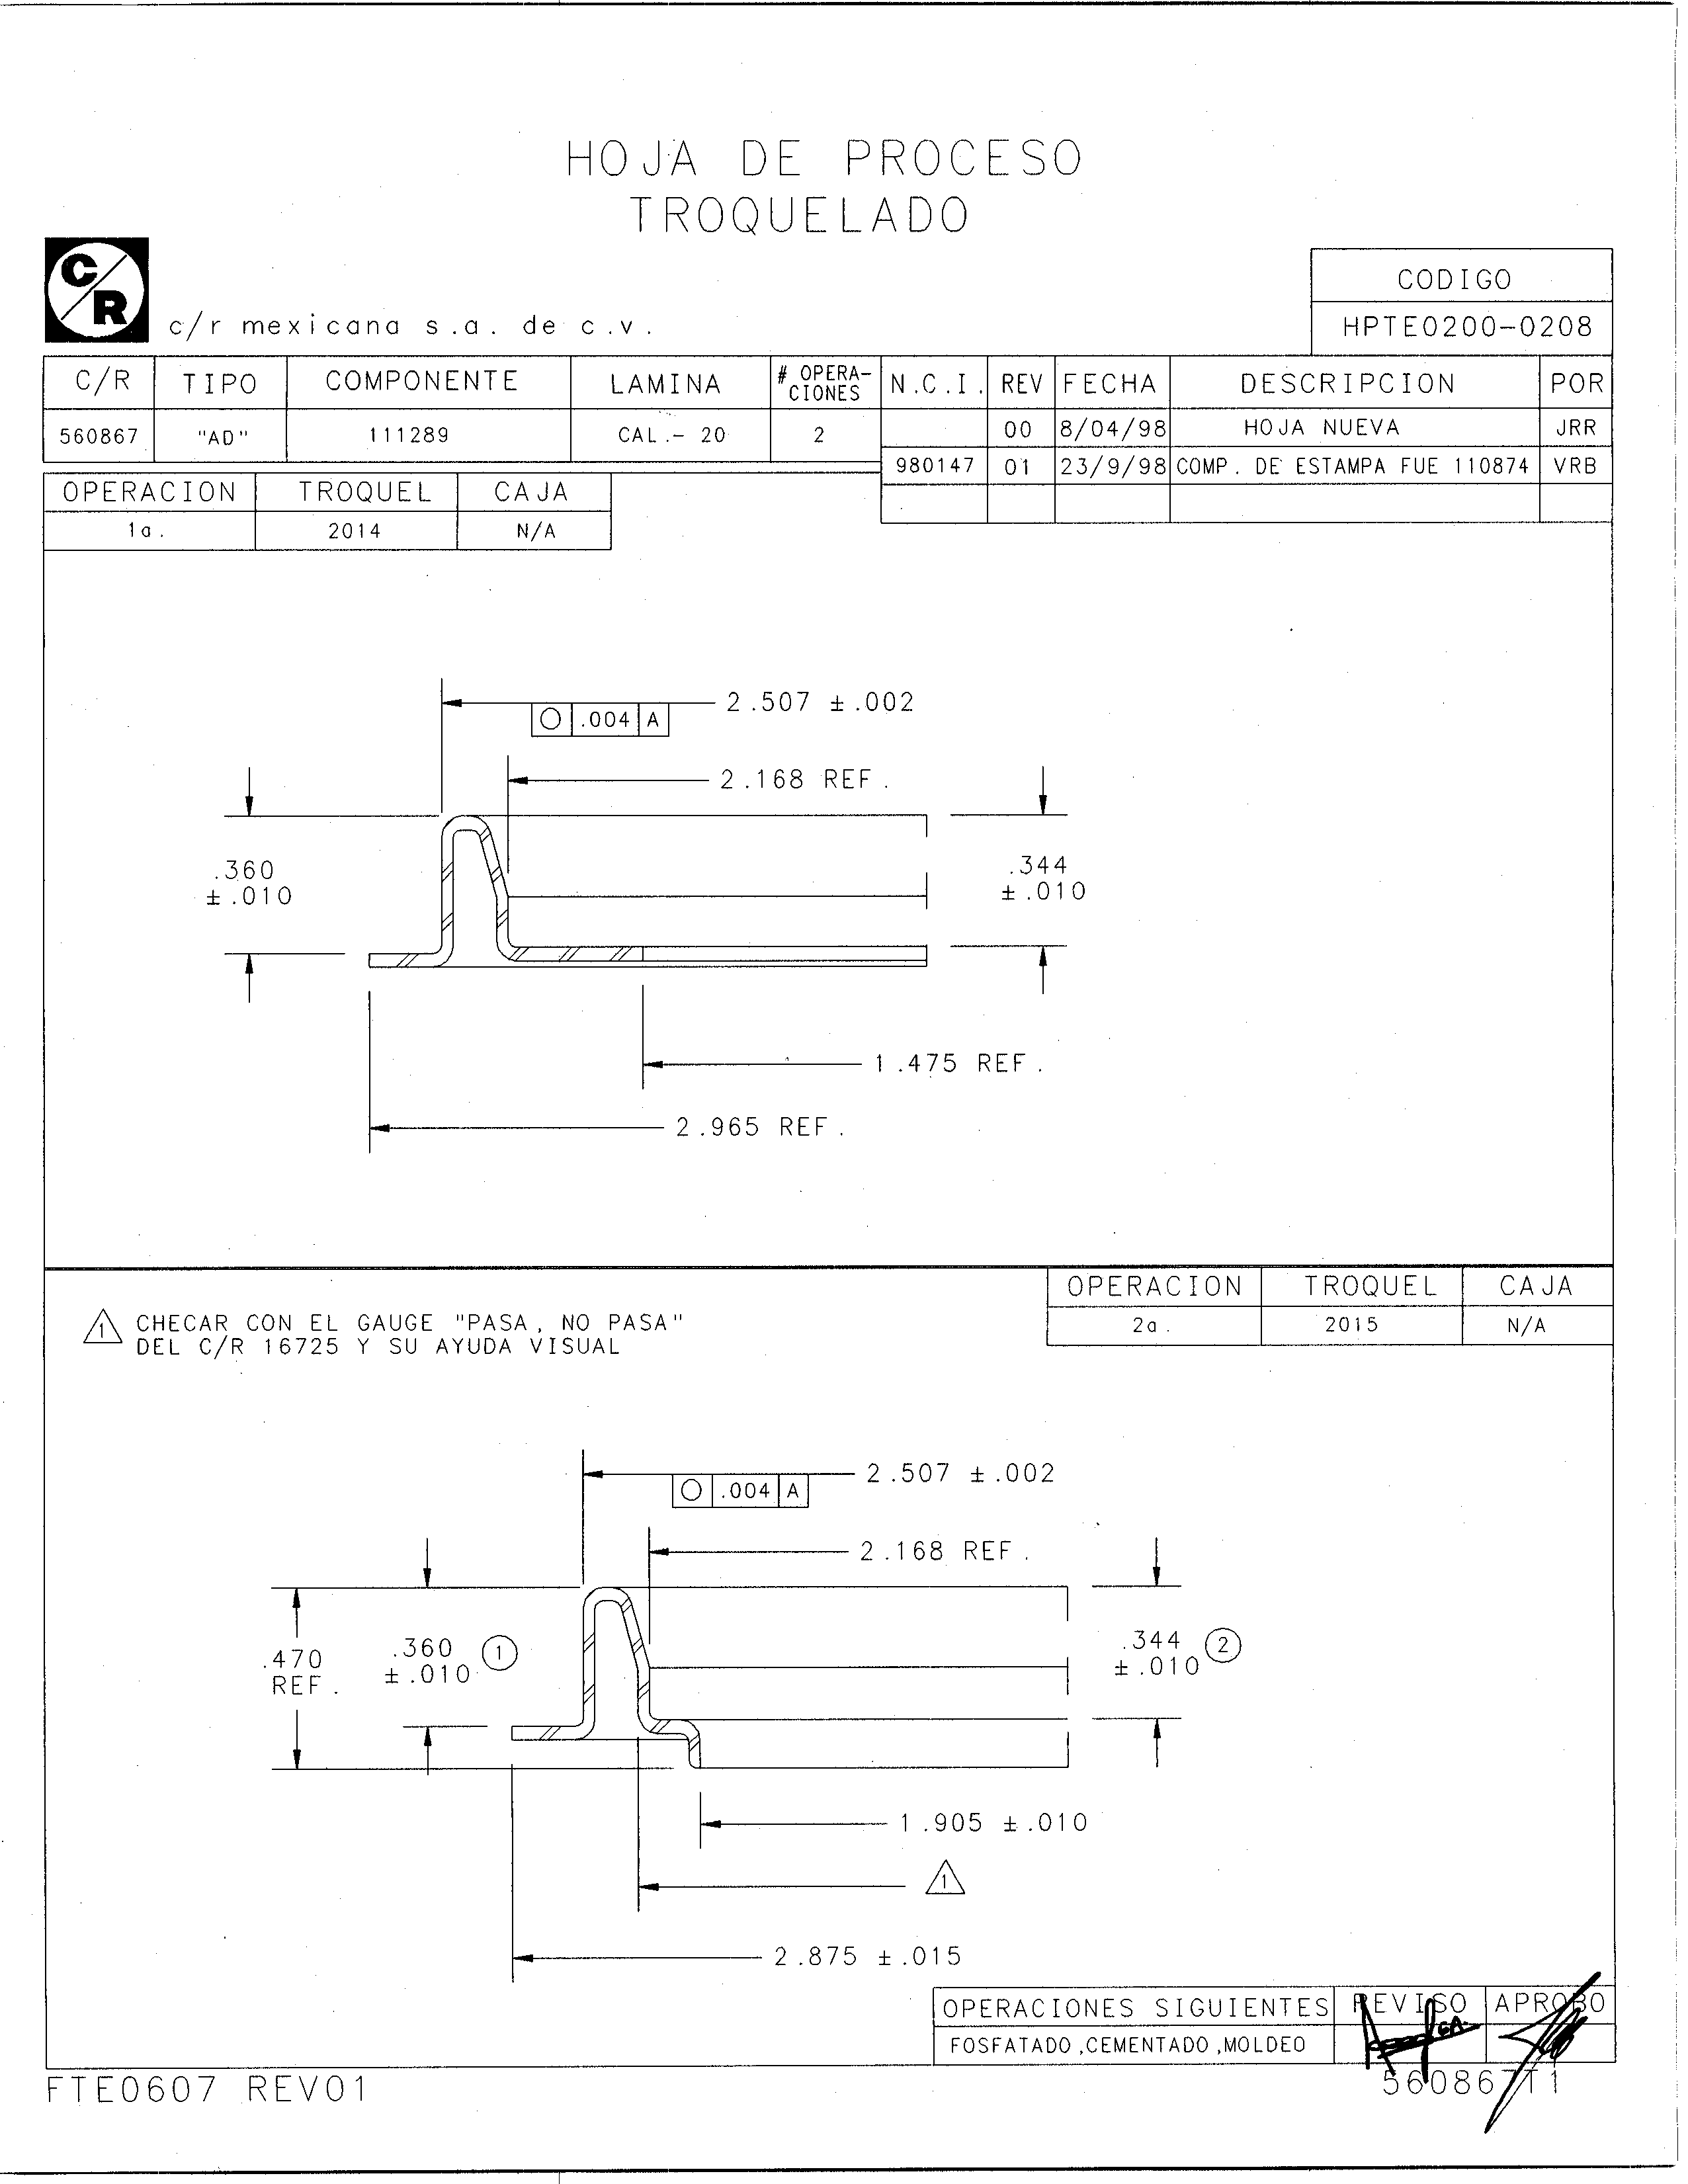 HOJA DE PROCESO
TROQUELADO
C/R
c/r mexicana s.a. de c.v.
CODIGO
HPTE0200-0208
C/R TIPO COMPONENTE LAMINA # OPERA-CIONES N.C.I. REV FECHA DESCRIPCION POR
560867 "AD" 111289 CAL.- 20 2 00 8/04/98 HOJA NUEVA JRR
980147 01 23/9/98 COMP. DE ESTAMPA FUE 110874 VRB
OPERACION TROQUEL CAJA
1a. 2014 N/A
2.507 ±.002
○ .004 A
2.168 REF.
.360
±.010
.344
±.010
1.475 REF.
2.965 REF.
OPERACION TROQUEL CAJA
2a. 2015 N/A
1 CHECAR CON EL GAUGE "PASA, NO PASA"
DEL C/R 16725 Y SU AYUDA VISUAL
2.507 ±.002
○ .004 A
2.168 REF.
.470
REF.
.360
±.010
1
.344
±.010
2
1.905 ±.010
1
2.875 ±.015
OPERACIONES SIGUIENTES REVISO APROBO
FOSFATADO,CEMENTADO,MOLDEO
FTE0607 REV01
560867T1